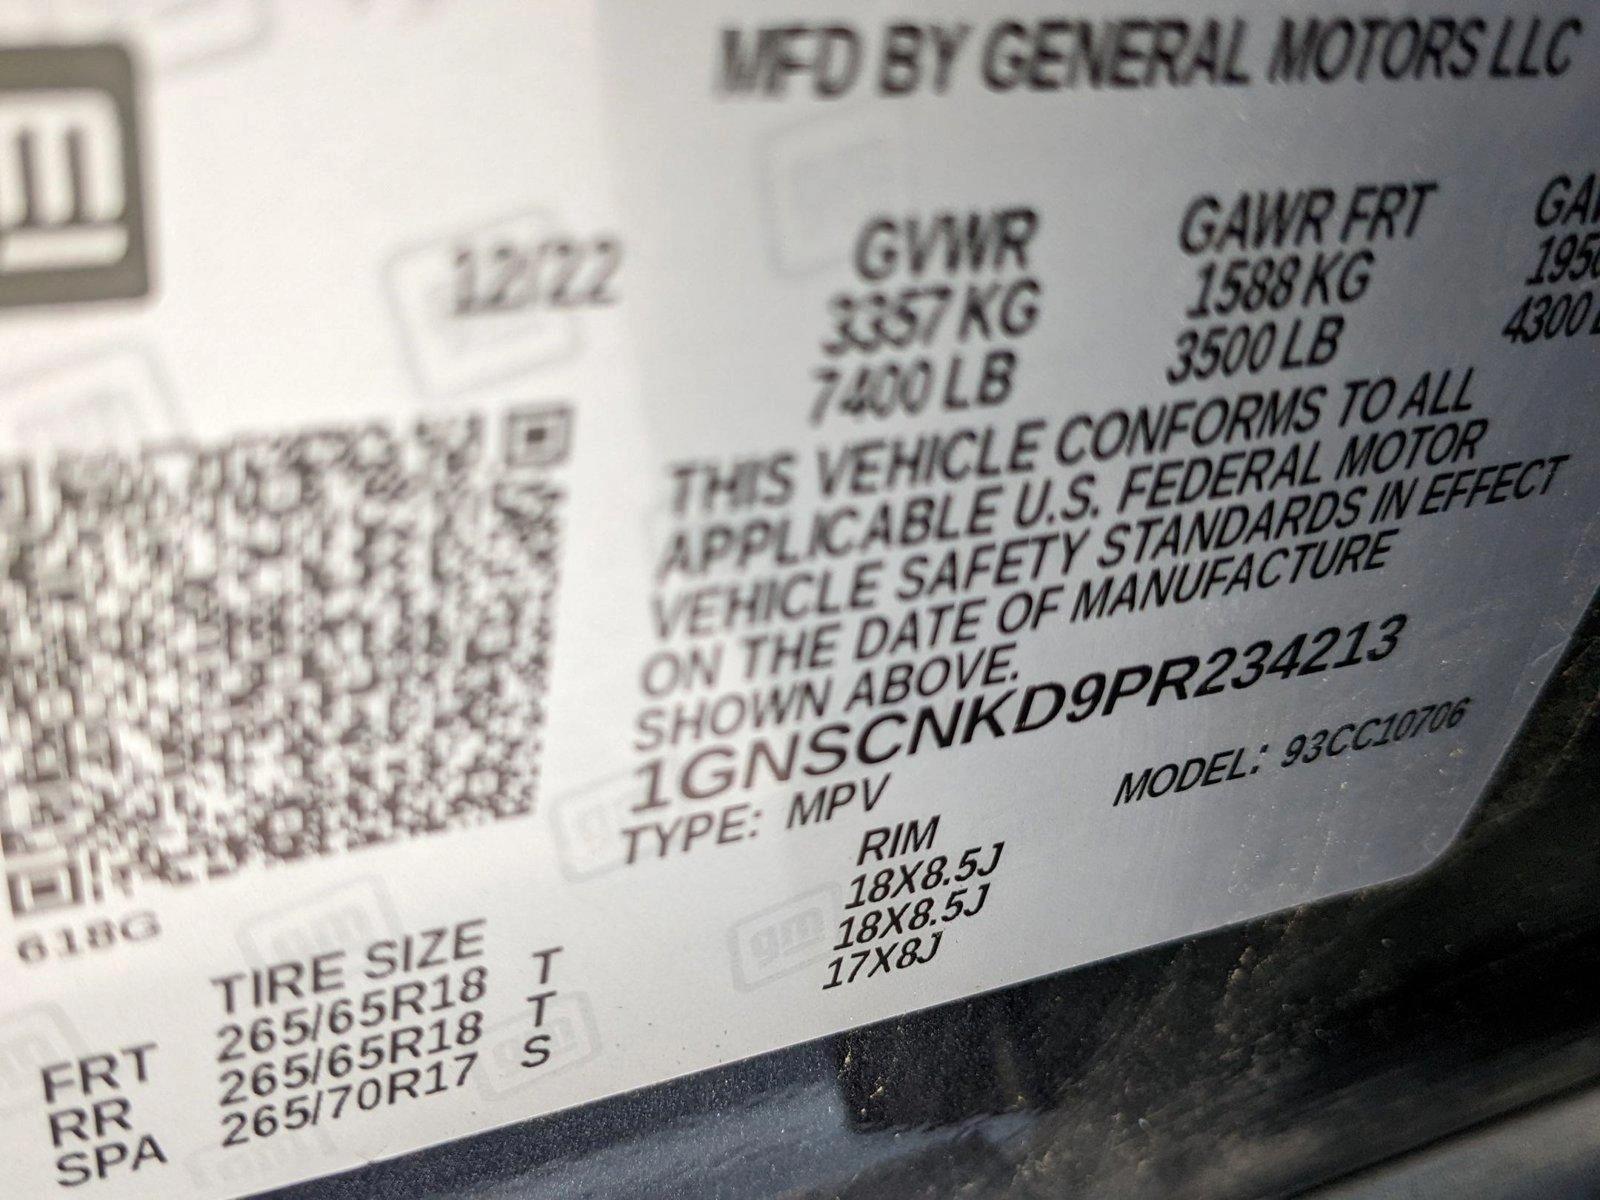 MFD BY GENERAL MOTORS LLC
12/22
GVWR GAWR FRT
3357 KG 1588 KG
7400 LB 3500 LB 4300
THIS VEHICLE CONFORMS TO ALL
APPLICABLE U.S. FEDERAL MOTOR
VEHICLE SAFETY STANDARDS IN EFFECT
ON THE DATE OF MANUFACTURE
SHOWN ABOVE.
1GNSCNKD9PR234213
TYPE: MPV MODEL: 93CC10706
618G
TIRE SIZE RIM
FRT 265/65R18 T 18X8.5J
RR 265/65R18 T 18X8.5J
SPA 265/70R17 S 17X8J
gm
gm